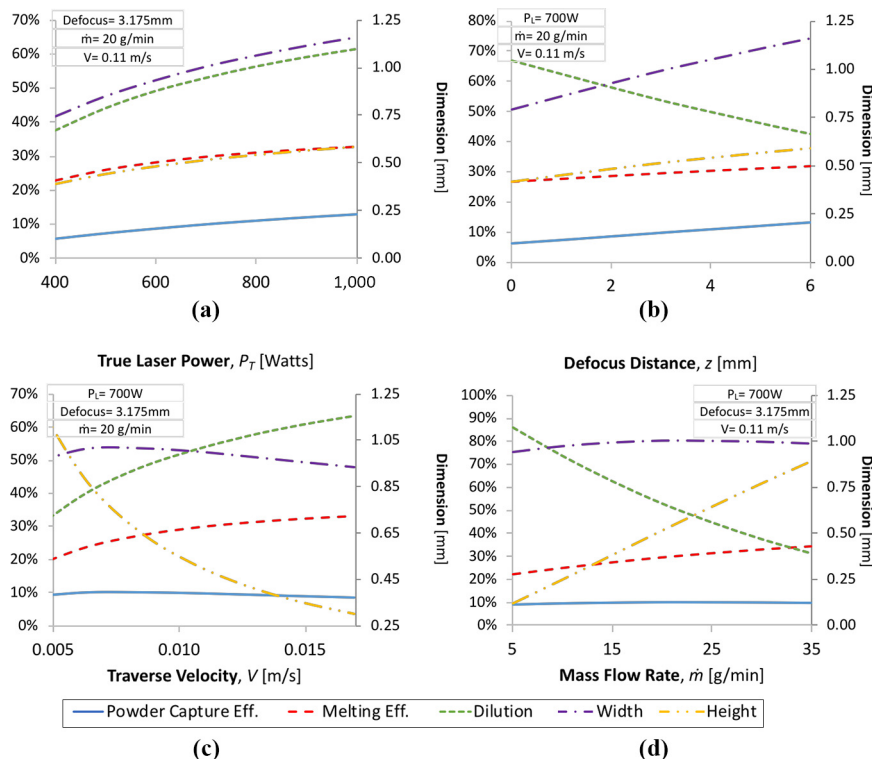 70%
60%
50%
40%
30%
20%
10%
0%
Defocus= 3.175mm
ṁ= 20 g/min
V= 0.11 m/s
1.25
1.00
0.75
0.50
0.25
0.00
Dimension [mm]
400 600 800 1,000
(a)
True Laser Power, P_T [Watts]
80%
70%
60%
50%
40%
30%
20%
10%
0%
P_L= 700W
ṁ= 20 g/min
V= 0.11 m/s
1.25
1.00
0.75
0.50
0.25
0.00
Dimension [mm]
0 2 4 6
(b)
Defocus Distance, z [mm]
70%
60%
50%
40%
30%
20%
10%
0%
P_L= 700W
Defocus= 3.175mm
ṁ= 20 g/min
1.25
1.05
0.85
0.65
0.45
0.25
Dimension [mm]
0.005 0.010 0.015
Traverse Velocity, V [m/s]
100%
90%
80%
70%
60%
50%
40%
30%
20%
10%
0%
P_L= 700W
Defocus= 3.175mm
V= 0.11 m/s
1.25
1.00
0.75
0.50
0.25
0.00
Dimension [mm]
5 15 25 35
Mass Flow Rate, ṁ [g/min]
Powder Capture Eff. Melting Eff. Dilution Width Height
(c) (d)